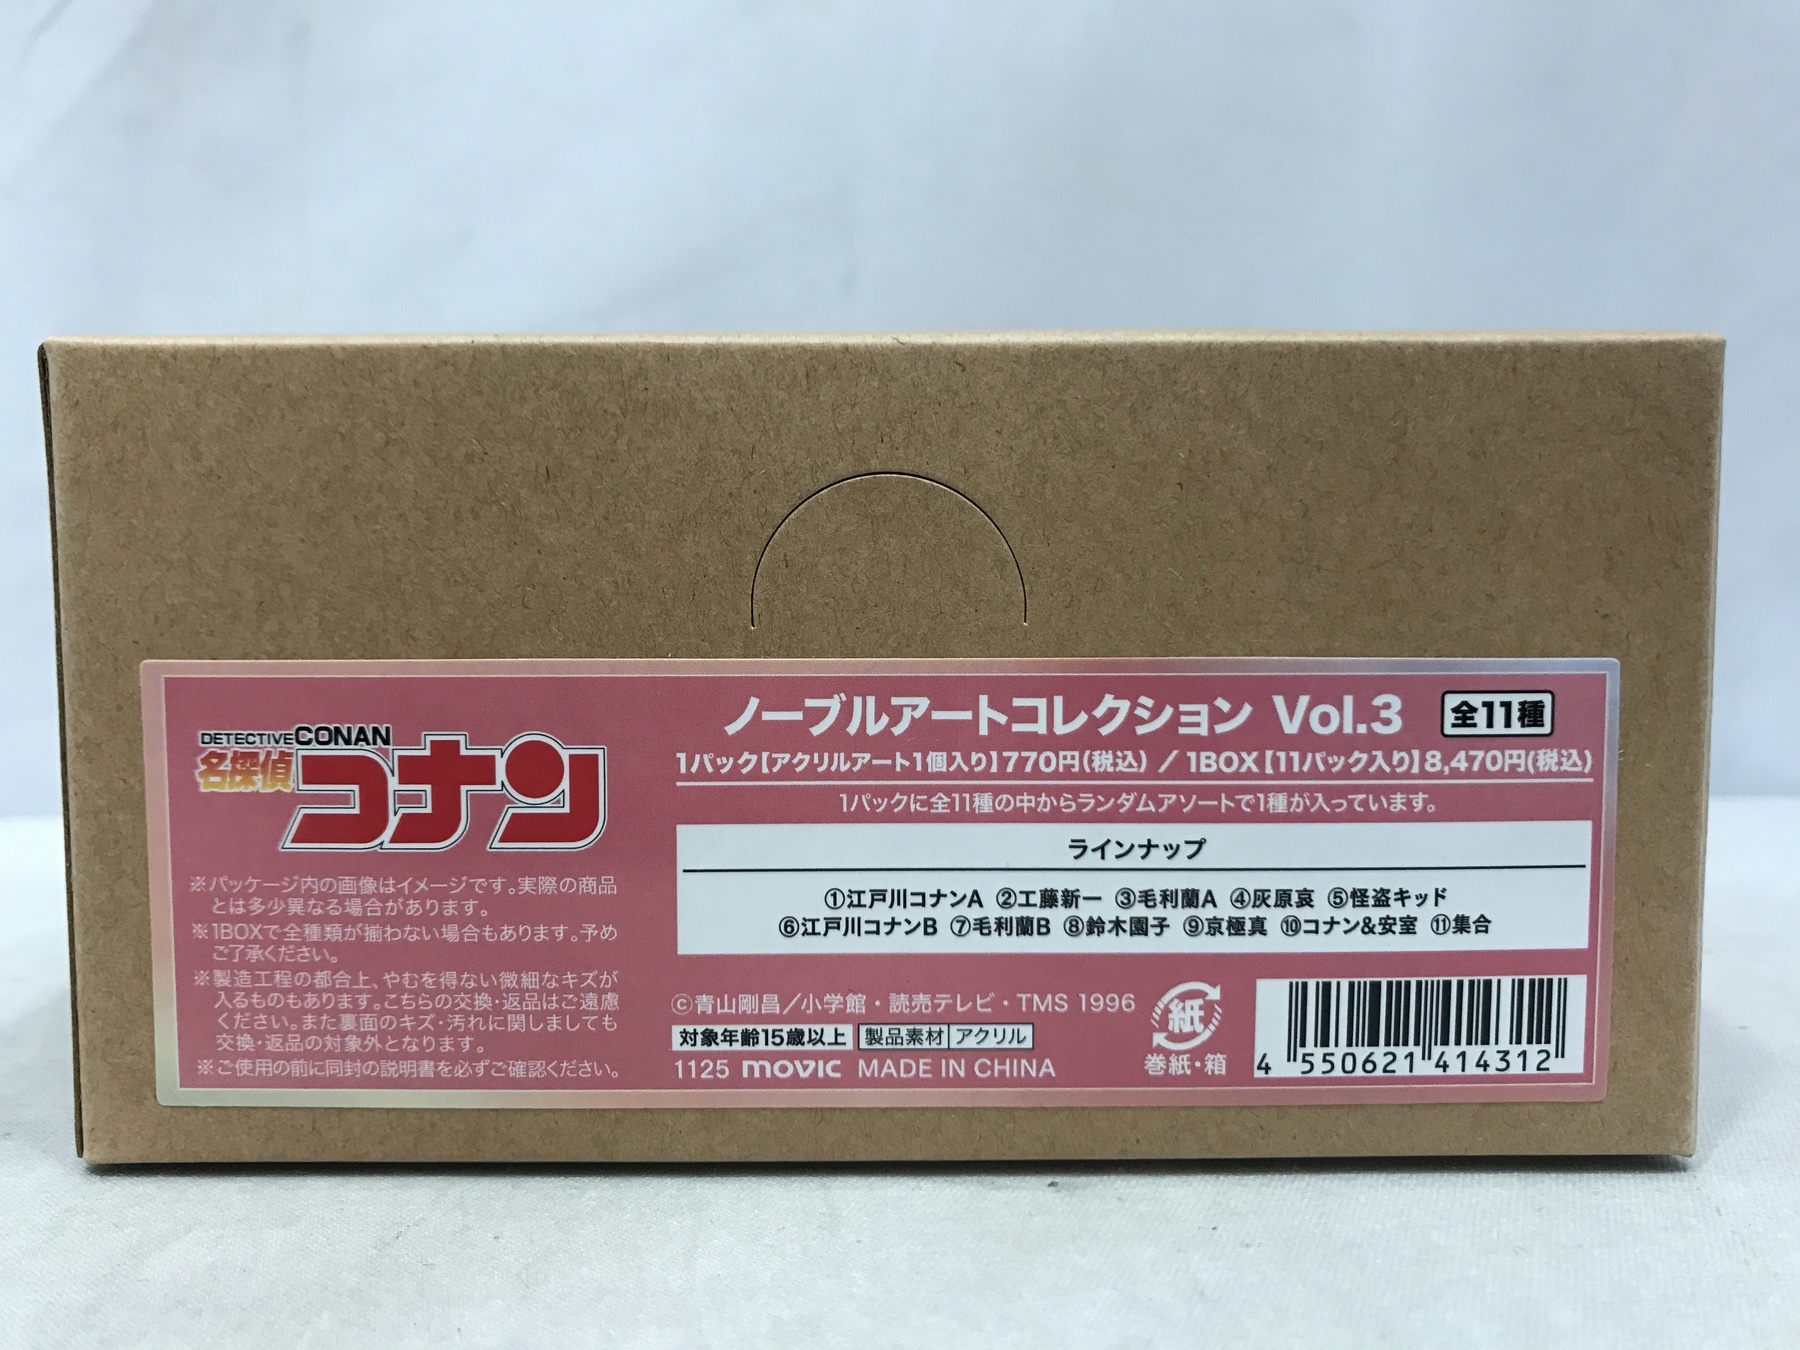 DETECTIVE CONAN
名探偵
コナン
※パッケージ内の画像はイメージです。実際の商品
とは多少異なる場合があります。
※1BOXで全種類が揃わない場合もあります。予め
ご了承ください。
※製造工程の都合上、やむを得ない微細なキズが
入るものもあります。こちらの交換・返品はご遠慮
ください。また裏面のキズ・汚れに関しましても
交換・返品の対象外となります。
※ご使用の前に同封の説明書を必ずご確認ください。
ノーブルアートコレクション Vol.3 全11種
1パック【アクリルアート1個入り】770円(税込) / 1BOX【11パック入り】8,470円(税込)
1パックに全11種の中からランダムアソートで1種が入っています。
ラインナップ
①江戸川コナンA ②工藤新一 ③毛利蘭A ④灰原哀 ⑤怪盗キッド
⑥江戸川コナンB ⑦毛利蘭B ⑧鈴木園子 ⑨京極真 ⑩コナン&安室 ⑪集合
©青山剛昌／小学館・読売テレビ・TMS 1996
対象年齢15歳以上 製品素材 アクリル
1125 movic MADE IN CHINA
紙
巻紙・箱
4 550621 414312